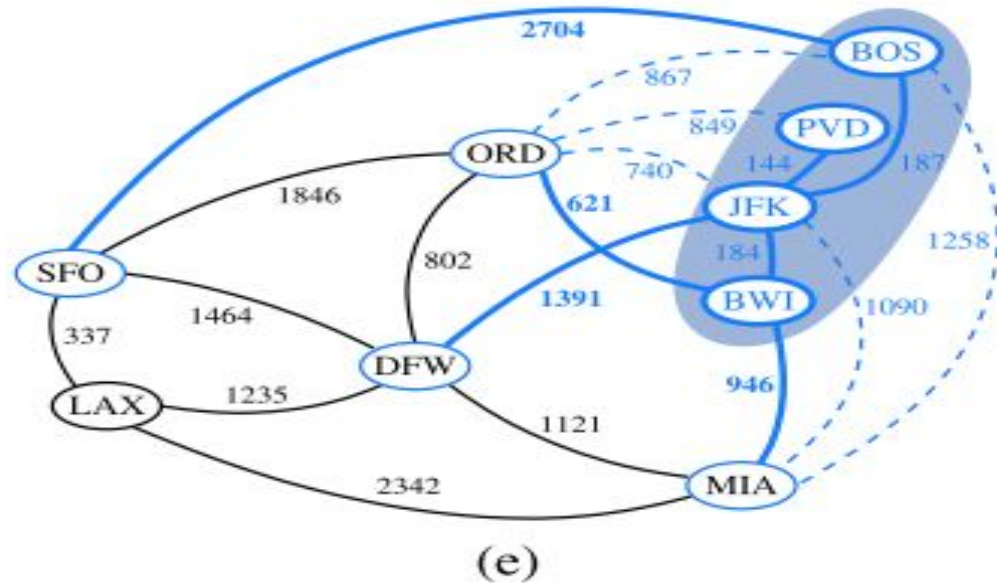 2704
BOS
867
PVD
849
ORD
144
187
740
JFK
1846
621
1258
802
184
SFO
1391
BWI
1464
1090
337
DFW
946
LAX
1235
1121
MIA
2342
(e)